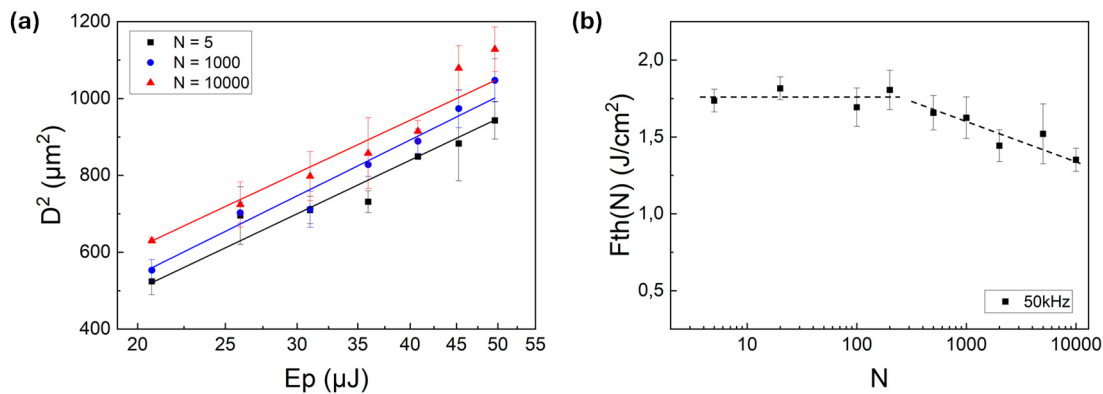 (a)
1200
1000
800
600
400
D² (µm²)
N = 5
N = 1000
N = 10000
20
25
30
35
40
45
50
55
Ep (µJ)
(b)
2,0
1,5
1,0
0,5
Fth(N) (J/cm²)
50kHz
10
100
1000
10000
N